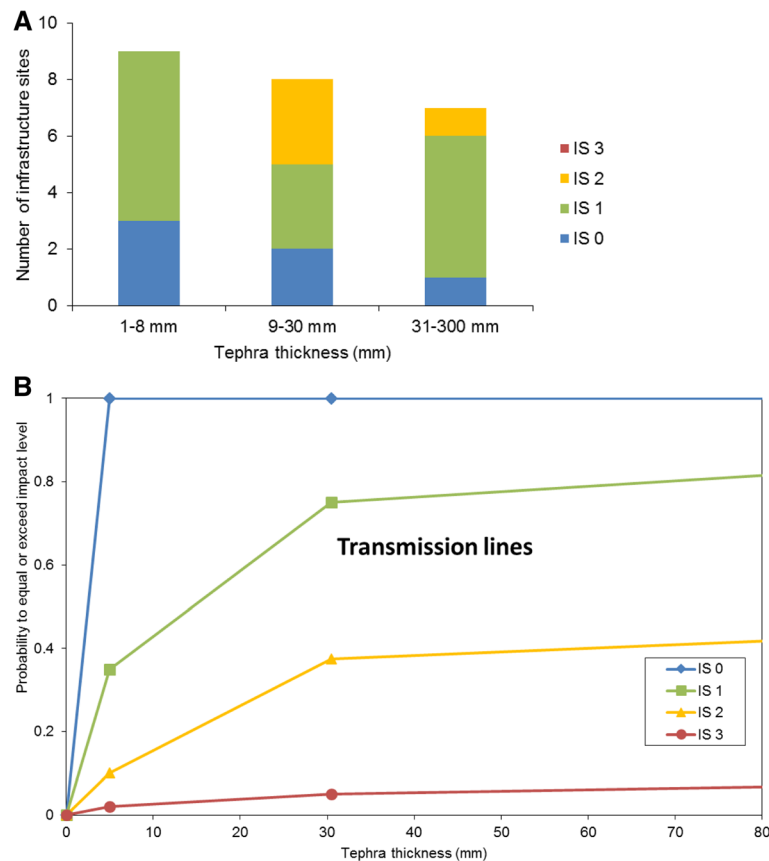 A
Number of infrastructure sites
10
8
6
4
2
0
1-8 mm
9-30 mm
31-300 mm
Tephra thickness (mm)
IS 3
IS 2
IS 1
IS 0
B
Probability to equal or exceed impact level
1
0.8
0.6
0.4
0.2
0
0
10
20
30
40
50
60
70
80
Tephra thickness (mm)
Transmission lines
IS 0
IS 1
IS 2
IS 3